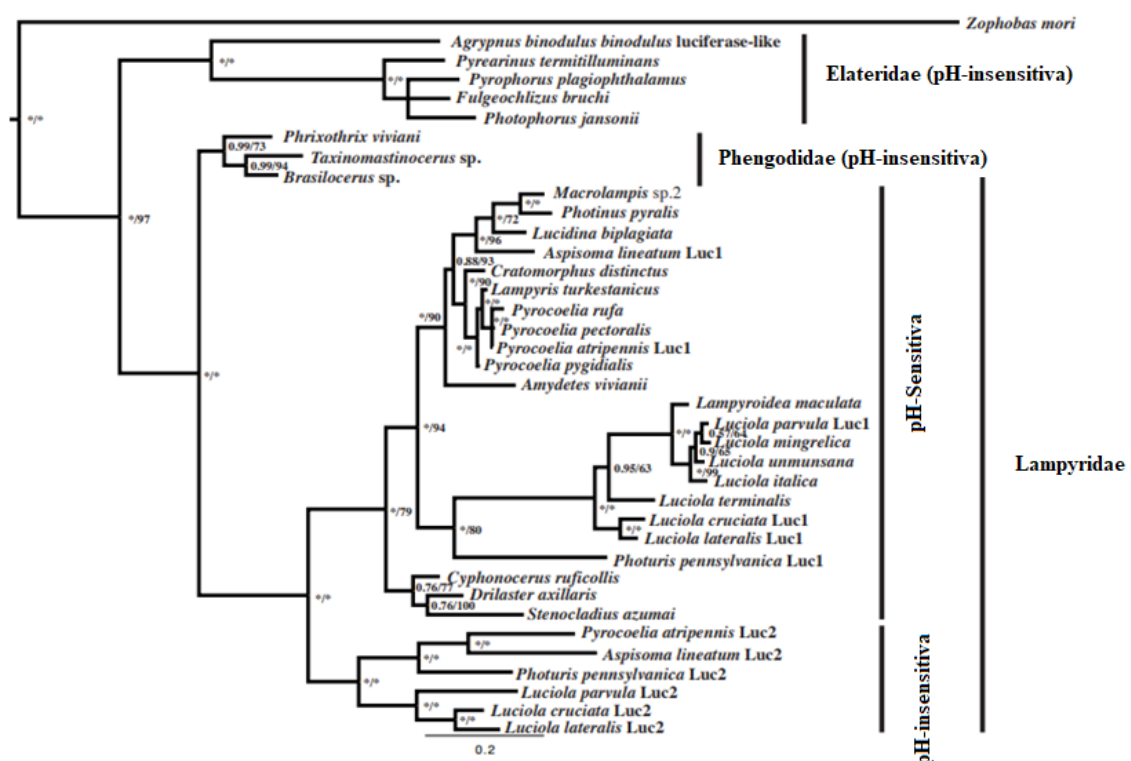 Zophobas mori
Agrypnus binodulus binodulus luciferase-like
*/*
Pyrearinus termitilluminans
*/*
Pyrophorus plagiophthalamus
Elateridae (pH-insensitiva)
Fulgeochlizus bruchi
Photophorus jansonii
*/*
Phrixothrix viviani
0.99/73
Taxinomastinocerus sp.
Phengodidae (pH-insensitiva)
0.99/94
Brasilocerus sp.
Macrolampis sp.2
*/*
Photinus pyralis
*/97
*/72
Lucidina biplagiata
*/96
Aspisoma lineatum Luc1
0.88/93
Cratomorphus distinctus
*/90
Lampyris turkestanicus
*/*
Pyrocoelia rufa
*/90
*/*
Pyrocoelia pectoralis
*/*
Pyrocoelia atripennis Luc1
Pyrocoelia pygidialis
*/*
Amydetes vivianii
pH-Sensitiva
Lampyroidea maculata
*/94
Luciola parvula Luc1
*/*
0.57/64
Luciola mingrelica
0.9/65
Luciola unmunsana
Lampyridae
0.95/63
*/99
Luciola italica
Luciola terminalis
*/*
*/79
Luciola cruciata Luc1
*/80
*/*
Luciola lateralis Luc1
Photuris pennsylvanica Luc1
Cyphonocerus ruficollis
0.76/77
Drilaster axillaris
*/*
0.76/100
Stenocladius azumai
Pyrocoelia atripennis Luc2
*/*
Aspisoma lineatum Luc2
*/*
Photuris pennsylvanica Luc2
*/*
pH-insensitiva
Luciola parvula Luc2
*/*
Luciola cruciata Luc2
*/*
Luciola lateralis Luc2
0.2